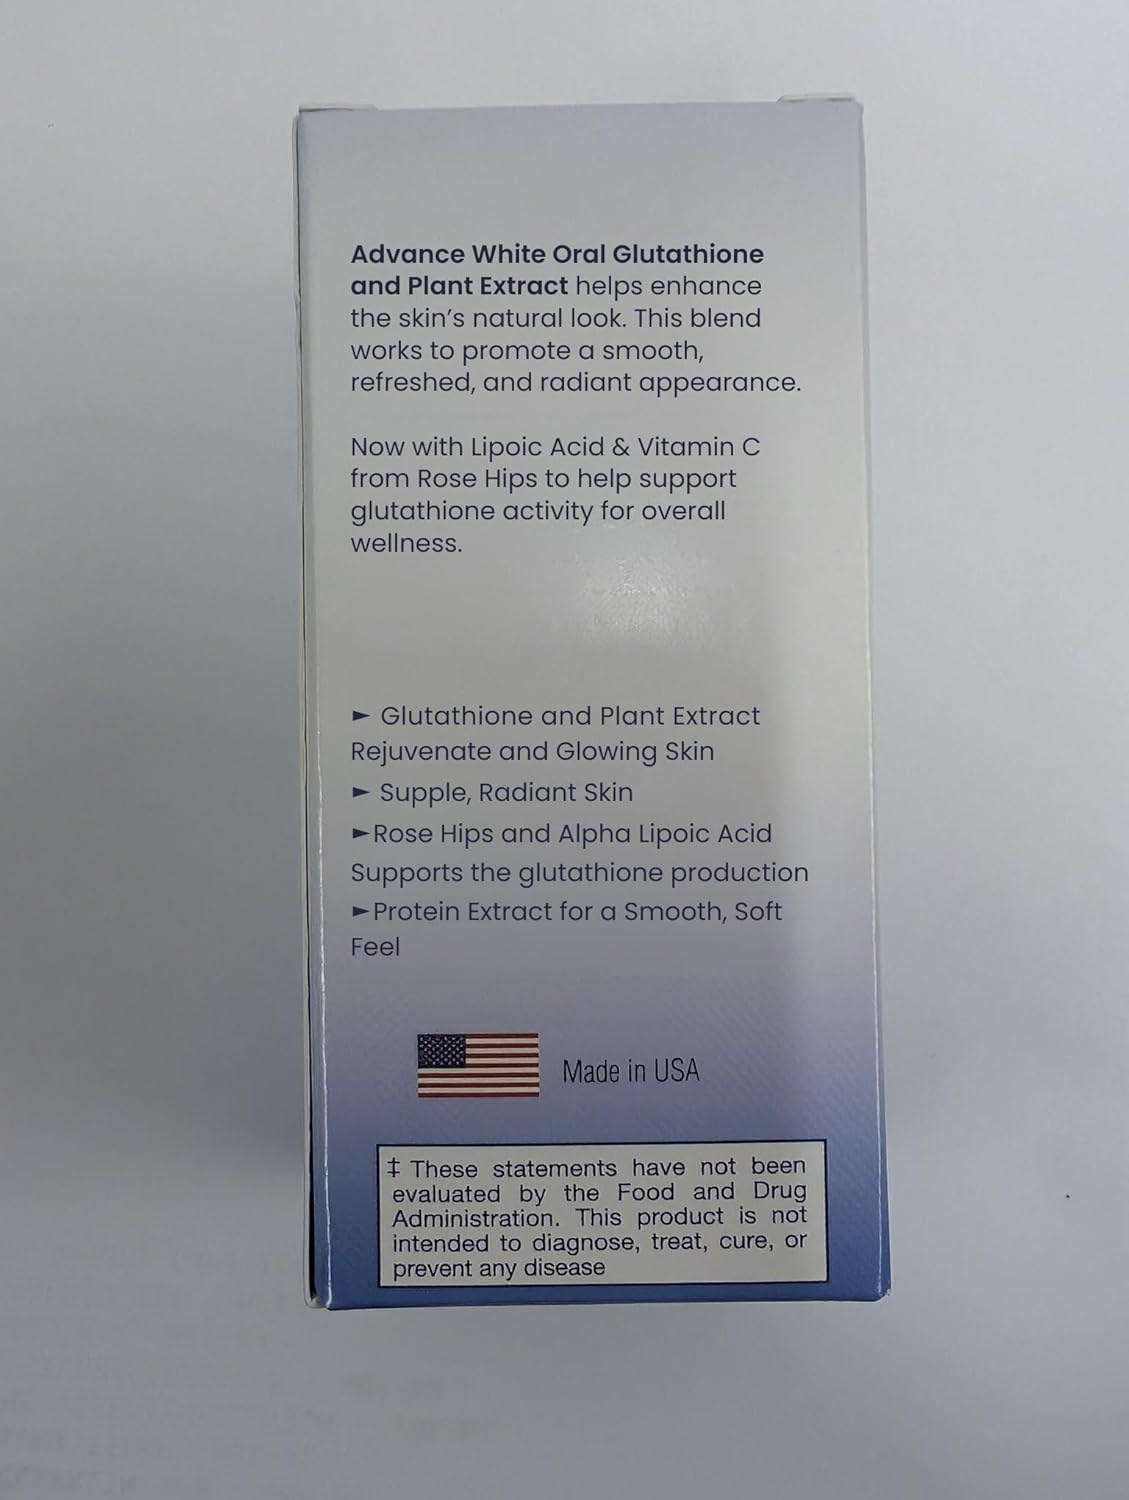 Advance White Oral Glutathione
and Plant Extract helps enhance
the skin's natural look. This blend
works to promote a smooth,
refreshed, and radiant appearance.
Now with Lipoic Acid & Vitamin C
from Rose Hips to help support
glutathione activity for overall
wellness.
► Glutathione and Plant Extract
Rejuvenate and Glowing Skin
► Supple, Radiant Skin
►Rose Hips and Alpha Lipoic Acid
Supports the glutathione production
►Protein Extract for a Smooth, Soft
Feel
Made in USA
‡ These statements have not been
evaluated by the Food and Drug
Administration. This product is not
intended to diagnose, treat, cure, or
prevent any disease